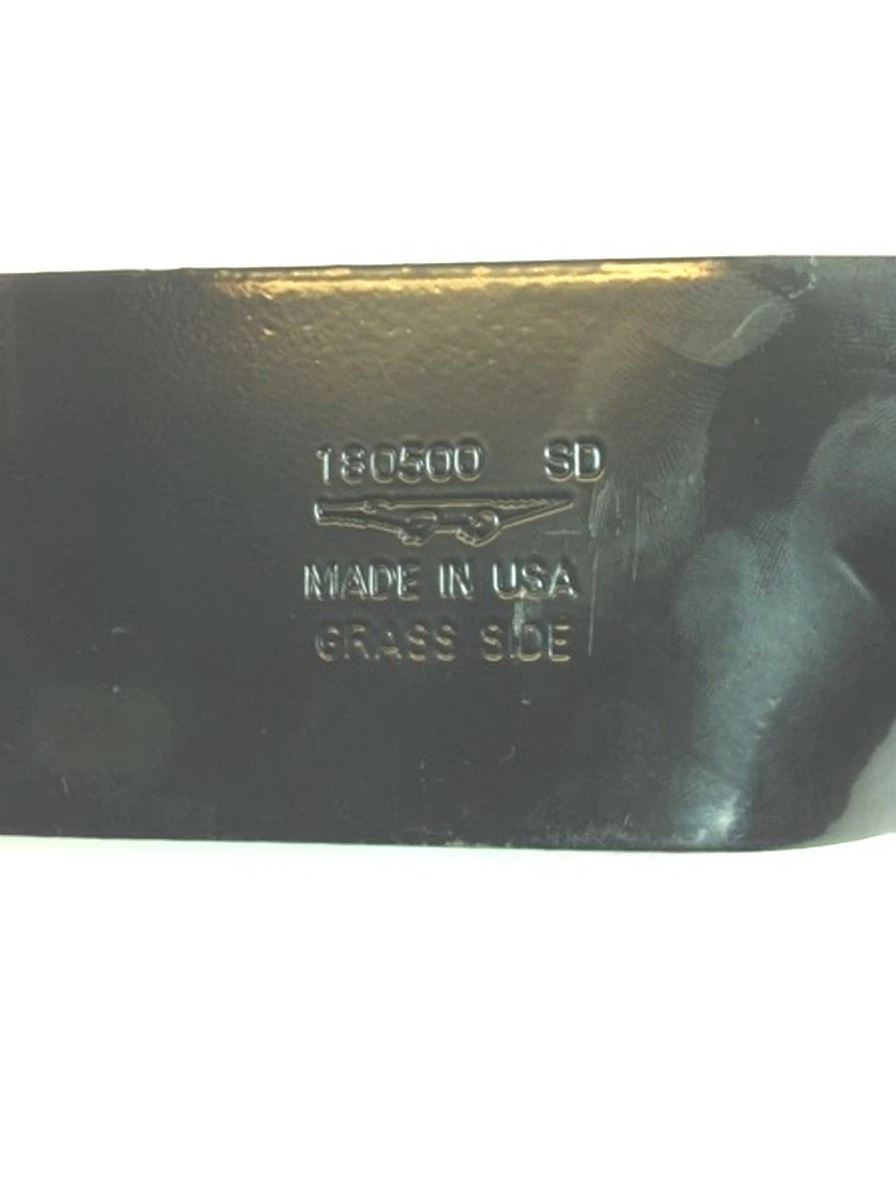 180500 SD
MADE IN USA
GRASS SIDE